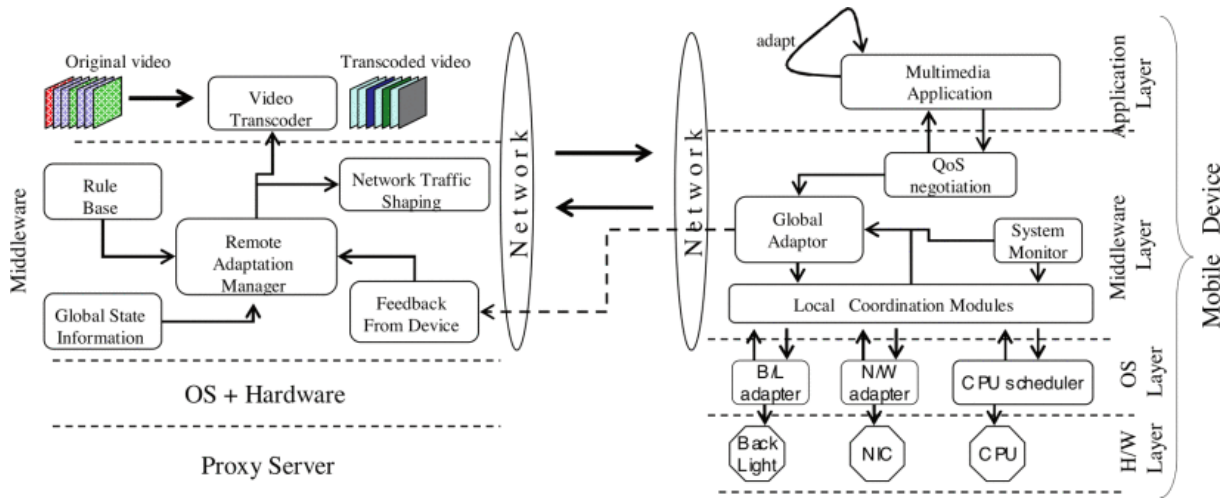 Original video
Transcoded video
Video
Transcoder
Middleware
Rule
Base
Network Traffic
Shaping
Remote
Adaptation
Manager
Global State
Information
Feedback
From Device
OS + Hardware
Proxy Server
Network
Network
adapt
Multimedia
Application
QoS
negotiation
Global
Adaptor
System
Monitor
Local Coordination Modules
B/L
adapter
N/W
adapter
CPU scheduler
Back
Light
NIC
CPU
Application
Layer
Middleware
Layer
OS
Layer
H/W
Layer
Mobile Device